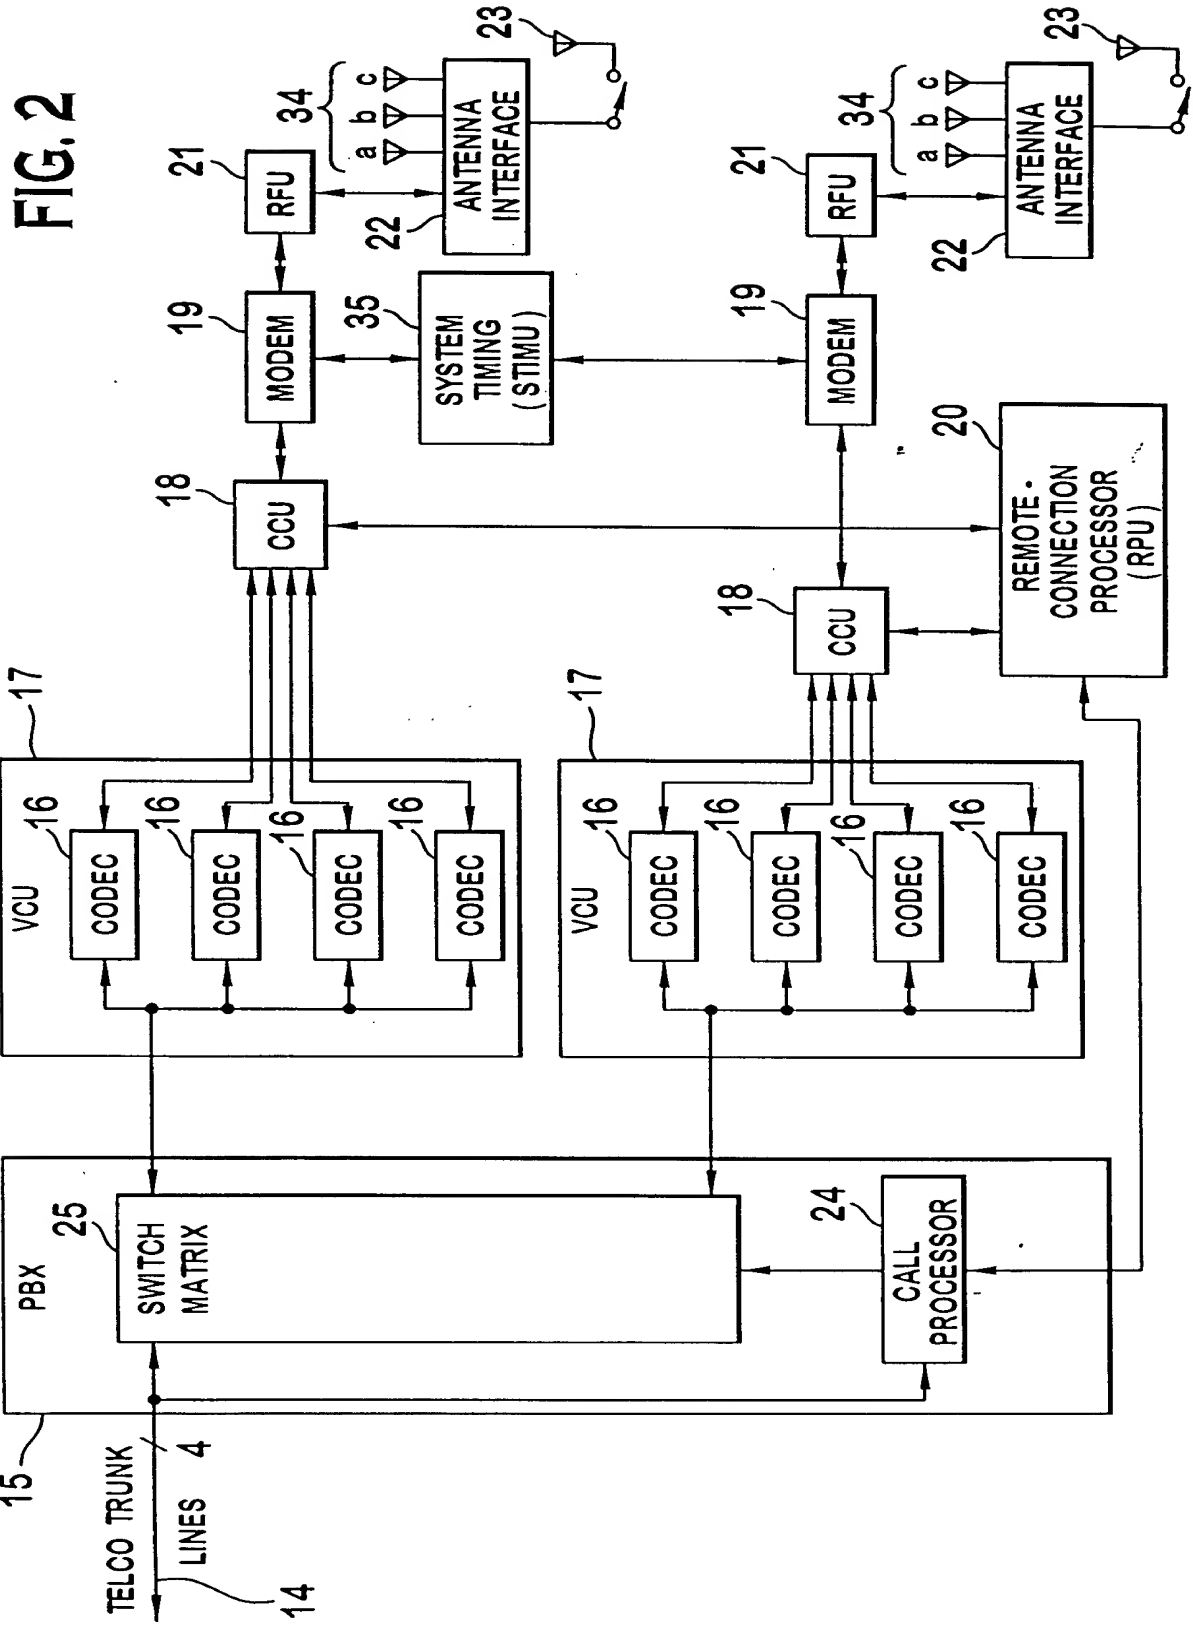 FIG. 2
15
PBX
25
SWITCH
MATRIX
24
CALL
PROCESSOR
TELCO TRUNK
4
LINES
14
17
VCU
16
CODEC
16
CODEC
16
CODEC
16
CODEC
18
CCU
19
MODEM
21
RFU
34
a b c
22
ANTENNA
INTERFACE
23
35
SYSTEM
TIMING
(STIMU)
17
VCU
16
CODEC
16
CODEC
16
CODEC
16
CODEC
18
CCU
19
MODEM
21
RFU
34
a b c
22
ANTENNA
INTERFACE
23
20
REMOTE-
CONNECTION
PROCESSOR
(RPU)